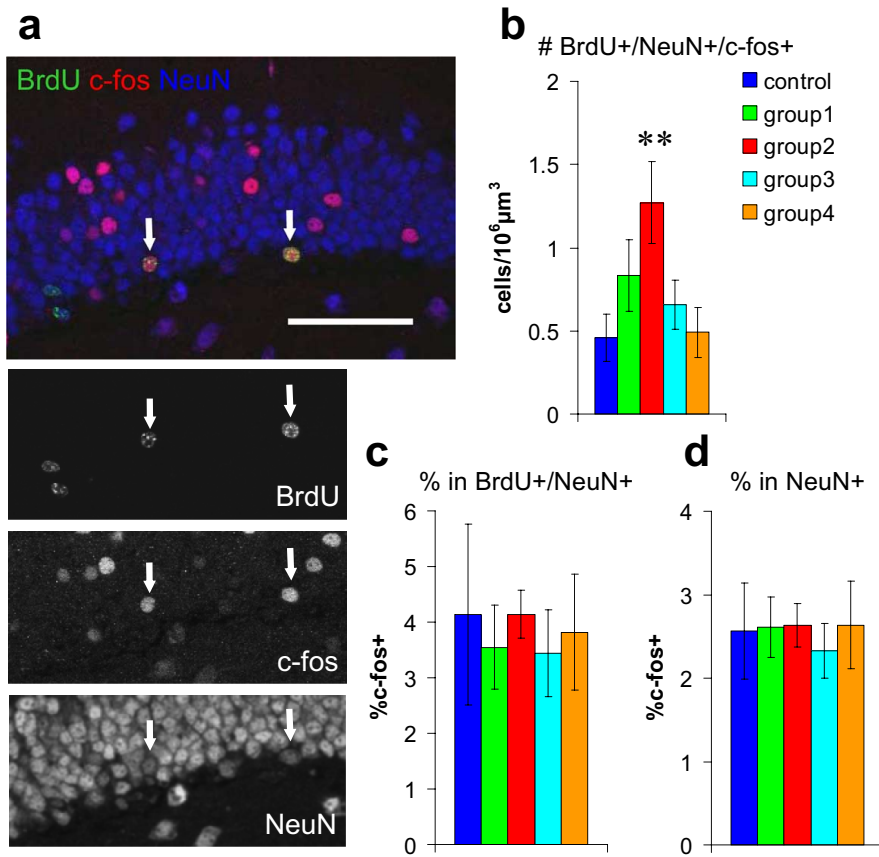 a
BrdU c-fos NeuN
BrdU
c-fos
NeuN
b
# BrdU+/NeuN+/c-fos+
2
1.5
1
0.5
0
cells/10⁶μm³
**
control
group1
group2
group3
group4
c
% in BrdU+/NeuN+
6
5
4
3
2
1
0
%c-fos+
d
% in NeuN+
4
3
2
1
0
%c-fos+